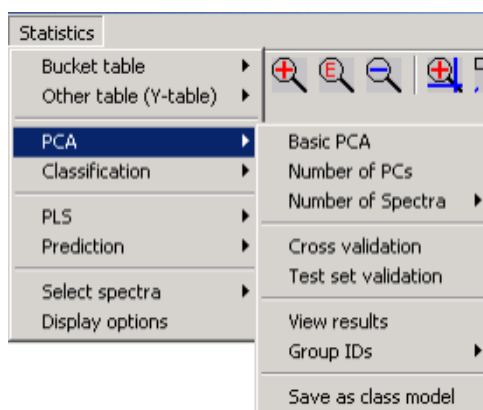 Statistics
Bucket table
Other table (Y-table)
PCA
Classification
PLS
Prediction
Select spectra
Display options
E
Basic PCA
Number of PCs
Number of Spectra
Cross validation
Test set validation
View results
Group IDs
Save as class model